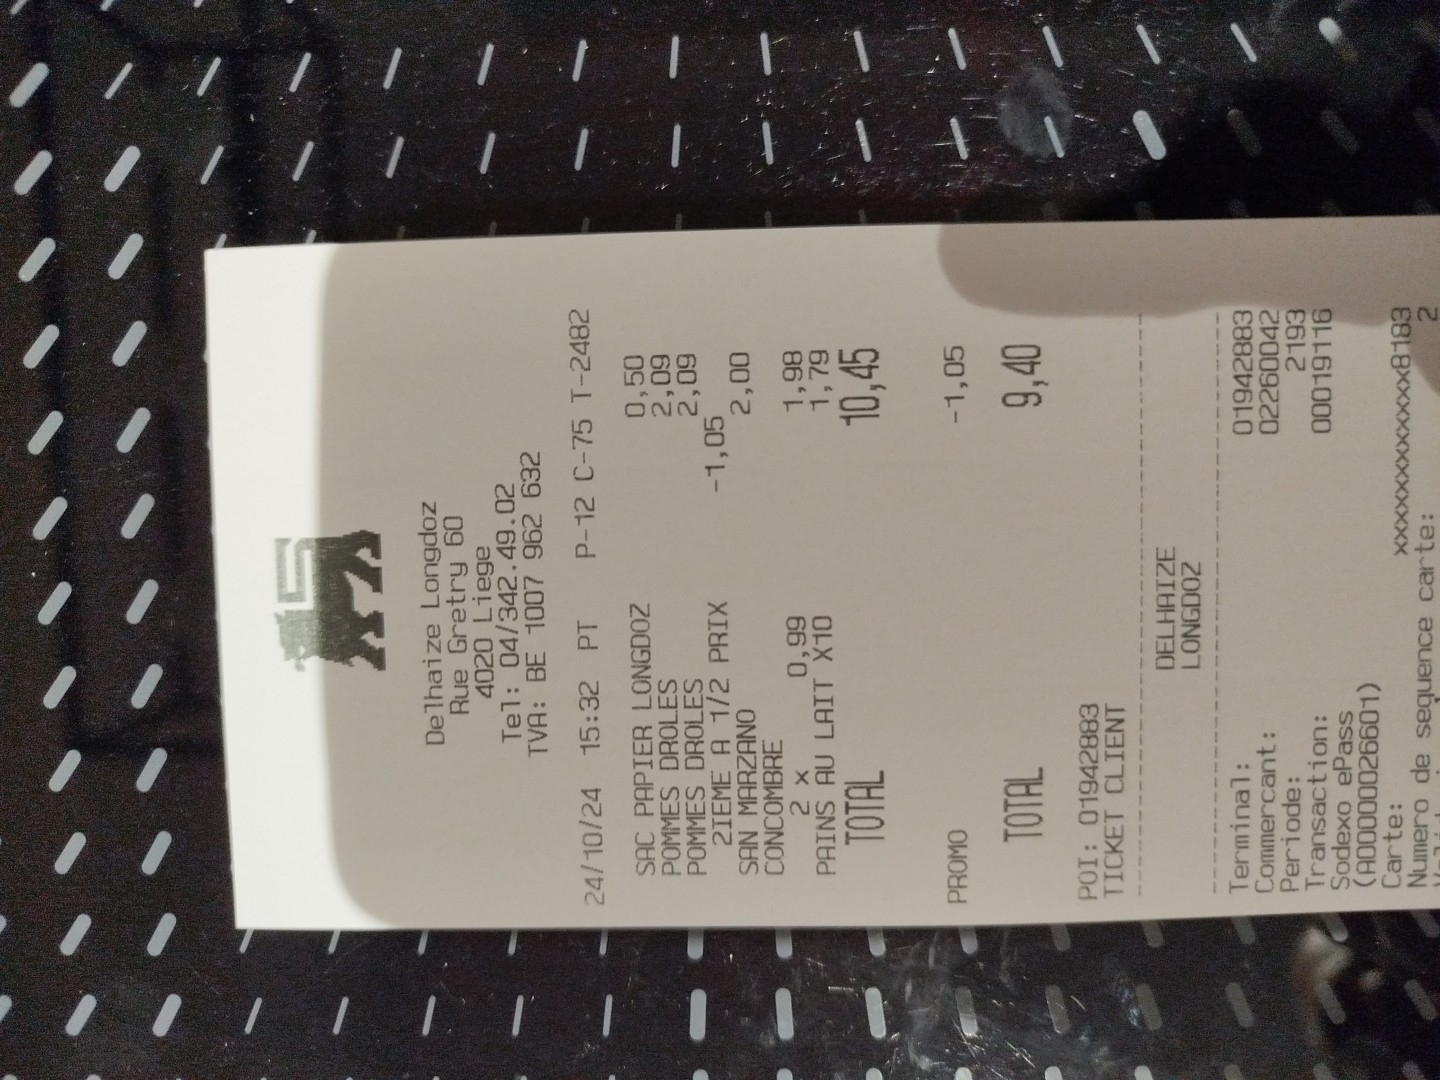 Delhaize Longdoz
Rue Gretry 60
4020 Liege
Tel: 04/342.49.02
TVA: BE 1007 962 632
24/10/24 15:32 PT P-12 C-75 T-2482
SAC PAPIER LONGDOZ 0,50
POMMES DROLES 2,09
POMMES DROLES 2,09
2IEME A 1/2 PRIX -1,05
SAN MARZANO 2,00
CONCOMBRE
2 x 0,99 1,98
PAINS AU LAIT X10 1,79
TOTAL 10,45
PROMO -1,05
TOTAL 9,40
POI: 01942883
TICKET CLIENT
DELHAIZE
LONGDOZ
Terminal: 01942883
Commercant: 02260042
Periode: 2193
Transaction: 00019116
Sodexo ePass
(A0000026601)
Carte: xxxxxxxxxxxxxxx8183
Numero de sequence carte: 2